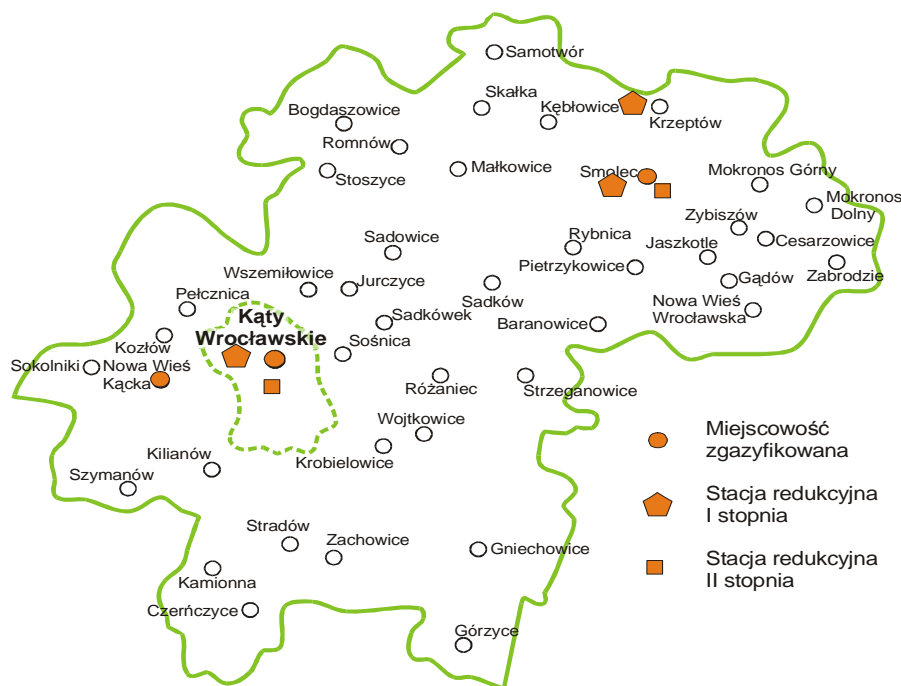 Samotwór
Skałka
Kębłowice
Krzeptów
Bogdaszowice
Romnów
Stoszyce
Małkowice
Smolec
Mokronos Górny
Mokronos
Dolny
Zybiszów
Cesarzowice
Rybnica
Jaszkotle
Sadowice
Pietrzykowice
Gądów
Zabrodzie
Wszemiłowice
Jurczyce
Sadków
Nowa Wieś
Wrocławska
Pełcznica
Sadkówek
Baranowice
Kąty
Wrocławskie
Kozłów
Sośnica
Sokolniki
Nowa Wieś
Kącka
Różaniec
Strzeganowice
Wojtkowice
Krobielowice
Kilianów
Szymanów
Stradów
Zachowice
Gniechowice
Kamionna
Czerńczyce
Górzyce
Miejscowość
zgazyfikowana
Stacja redukcyjna
I stopnia
Stacja redukcyjna
II stopnia